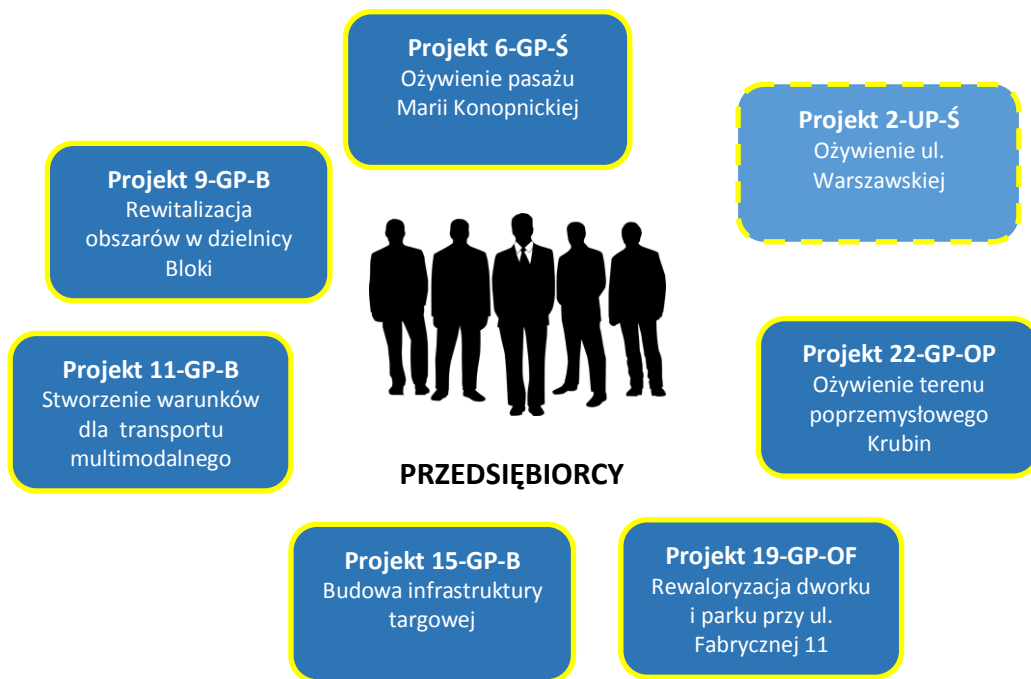 Projekt 6-GP-Ś
Ożywienie pasażu
Marii Konopnickiej
Projekt 2-UP-Ś
Ożywienie ul.
Warszawskiej
Projekt 9-GP-B
Rewitalizacja
obszarów w dzielnicy
Bloki
Projekt 11-GP-B
Stworzenie warunków
dla transportu
multimodalnego
Projekt 22-GP-OP
Ożywienie terenu
poprzemysłowego
Krubin
PRZEDSIĘBIORCY
Projekt 15-GP-B
Budowa infrastruktury
targowej
Projekt 19-GP-OF
Rewaloryzacja dworku
i parku przy ul.
Fabrycznej 11